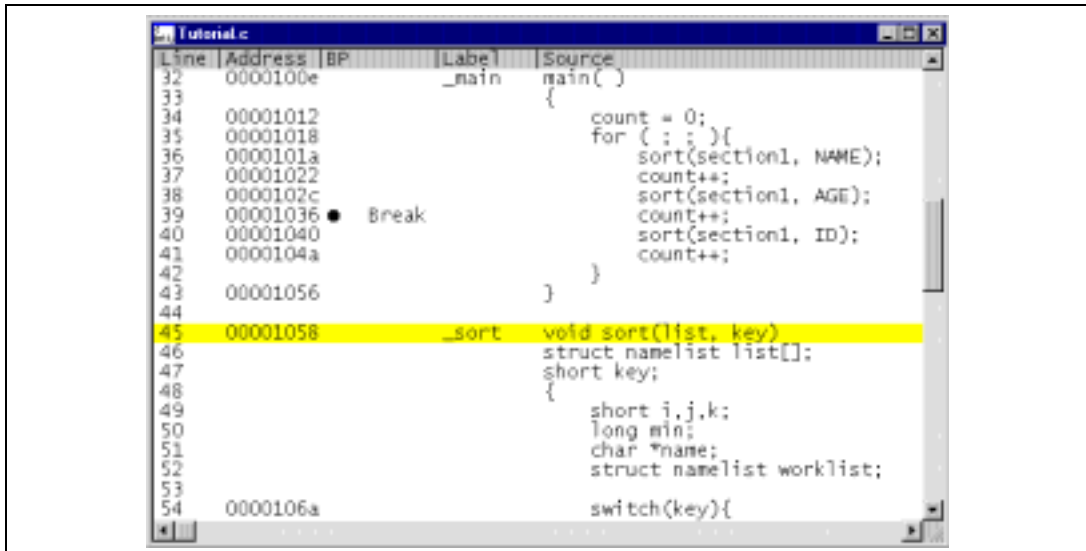 Tutorial.c
Line Address BP Label Source
32 0000100e _main main( )
33 {
34 00001012 count = 0;
35 00001018 for ( ; ; ){
36 0000101a sort(section1, NAME);
37 00001022 count++;
38 0000102c sort(section1, AGE);
39 00001036 ● Break count++;
40 00001040 sort(section1, ID);
41 0000104a count++;
42 }
43 00001056 }
44
45 00001058 _sort void sort(list, key)
46 struct namelist list[];
47 short key;
48 {
49 short i,j,k;
50 long min;
51 char *name;
52 struct namelist worklist;
53
54 0000106a switch(key){